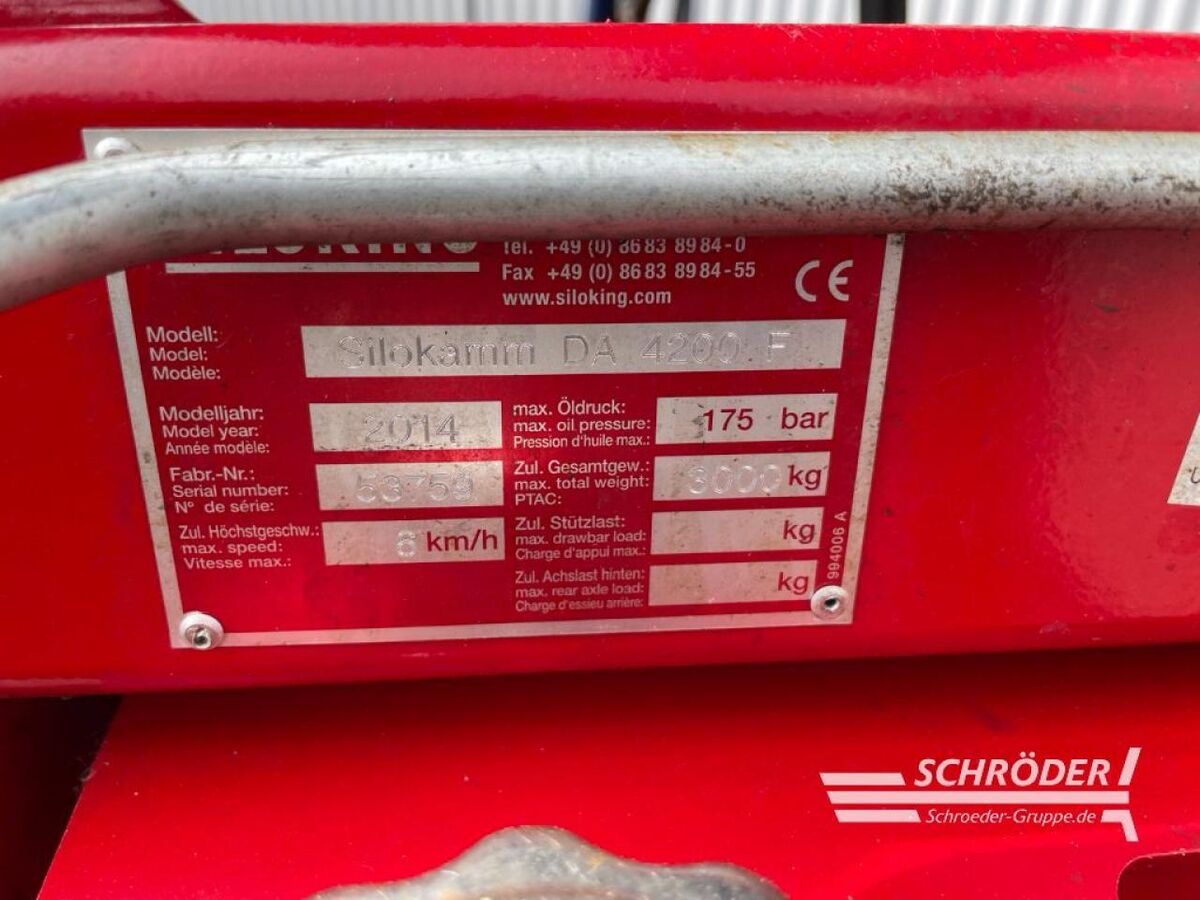 Tel. +49 (0) 86 83 89 84-0
Fax +49 (0) 86 83 89 84-55
www.siloking.com
CE
Modell:
Model:
Modèle:
Silokamm DA 4200 F
Modelljahr:
Model year:
Année modèle:
2014
max. Öldruck:
max. oil pressure:
Pression d'huile max.:
175 bar
Fabr.-Nr.:
Serial number:
N° de série:
53759
Zul. Gesamtgew.:
max. total weight:
PTAC:
3000 kg
Zul. Höchstgeschw.:
max. speed:
Vitesse max.:
6 km/h
Zul. Stützlast:
max. drawbar load:
Charge d'appui max.:
kg
Zul. Achslast hinten:
max. rear axle load:
Charge d'essieu arrière:
kg
994006 A
SCHRÖDER
Schroeder-Gruppe.de